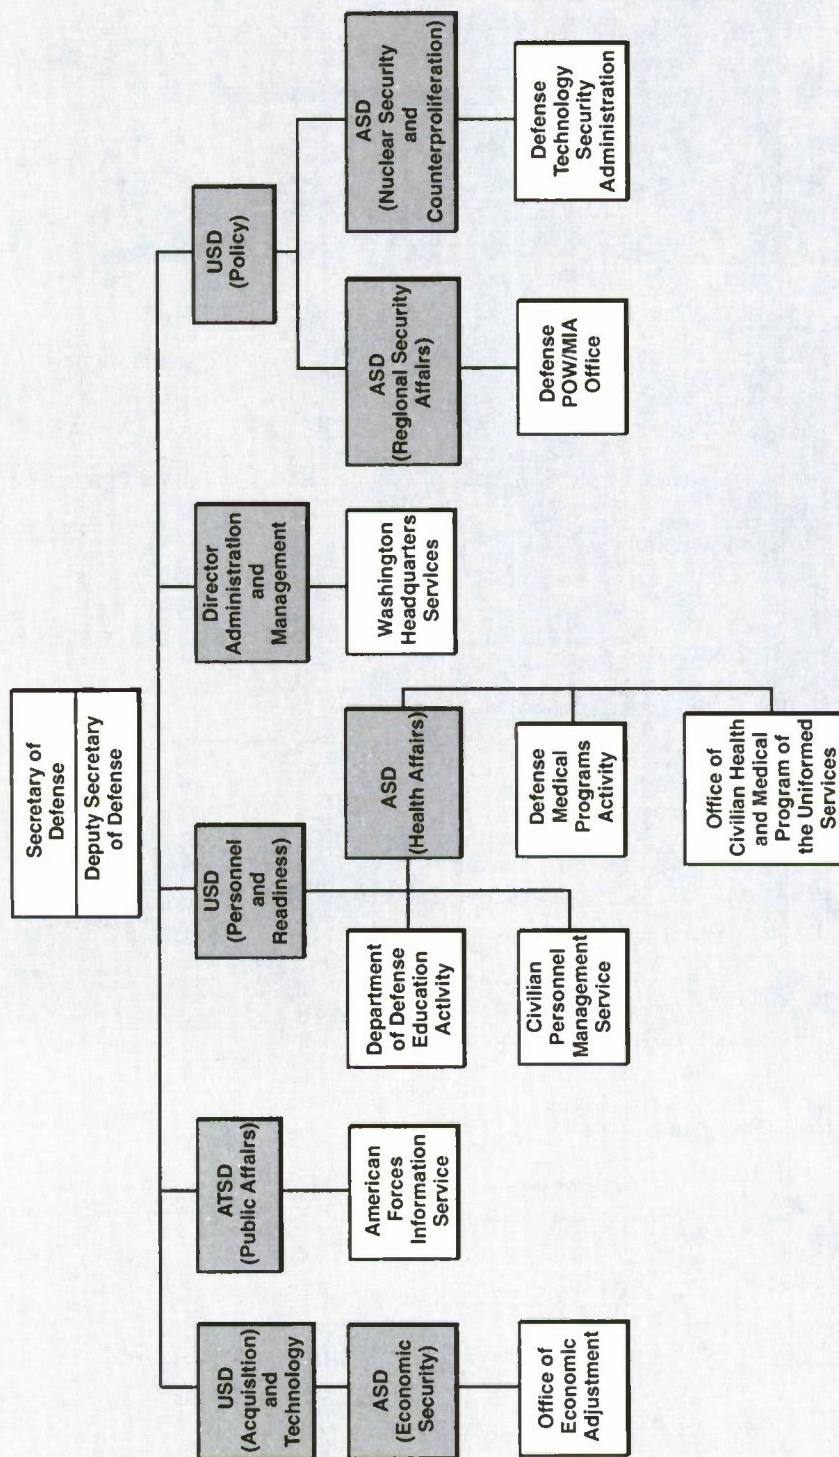 Secretary of
Defense
Deputy Secretary
of Defense
USD
(Acquisition)
and
Technology
ATSD
(Public Affairs)
USD
(Personnel
and
Readiness)
Director
Administration
and
Management
USD
(Policy)
ASD
(Economic
Security)
American
Forces
Information
Service
Department
of Defense
Education
Activity
ASD
(Health Affairs)
Washington
Headquarters
Services
ASD
(Regional Security
Affairs)
ASD
(Nuclear Security
and
Counterproliferation)
Office of
Economic
Adjustment
Civilian
Personnel
Management
Service
Defense
Medical
Programs
Activity
Defense
POW/MIA
Office
Defense
Technology
Security
Administration
Office of
Civilian Health
and Medical
Program of
the Uniformed
Services